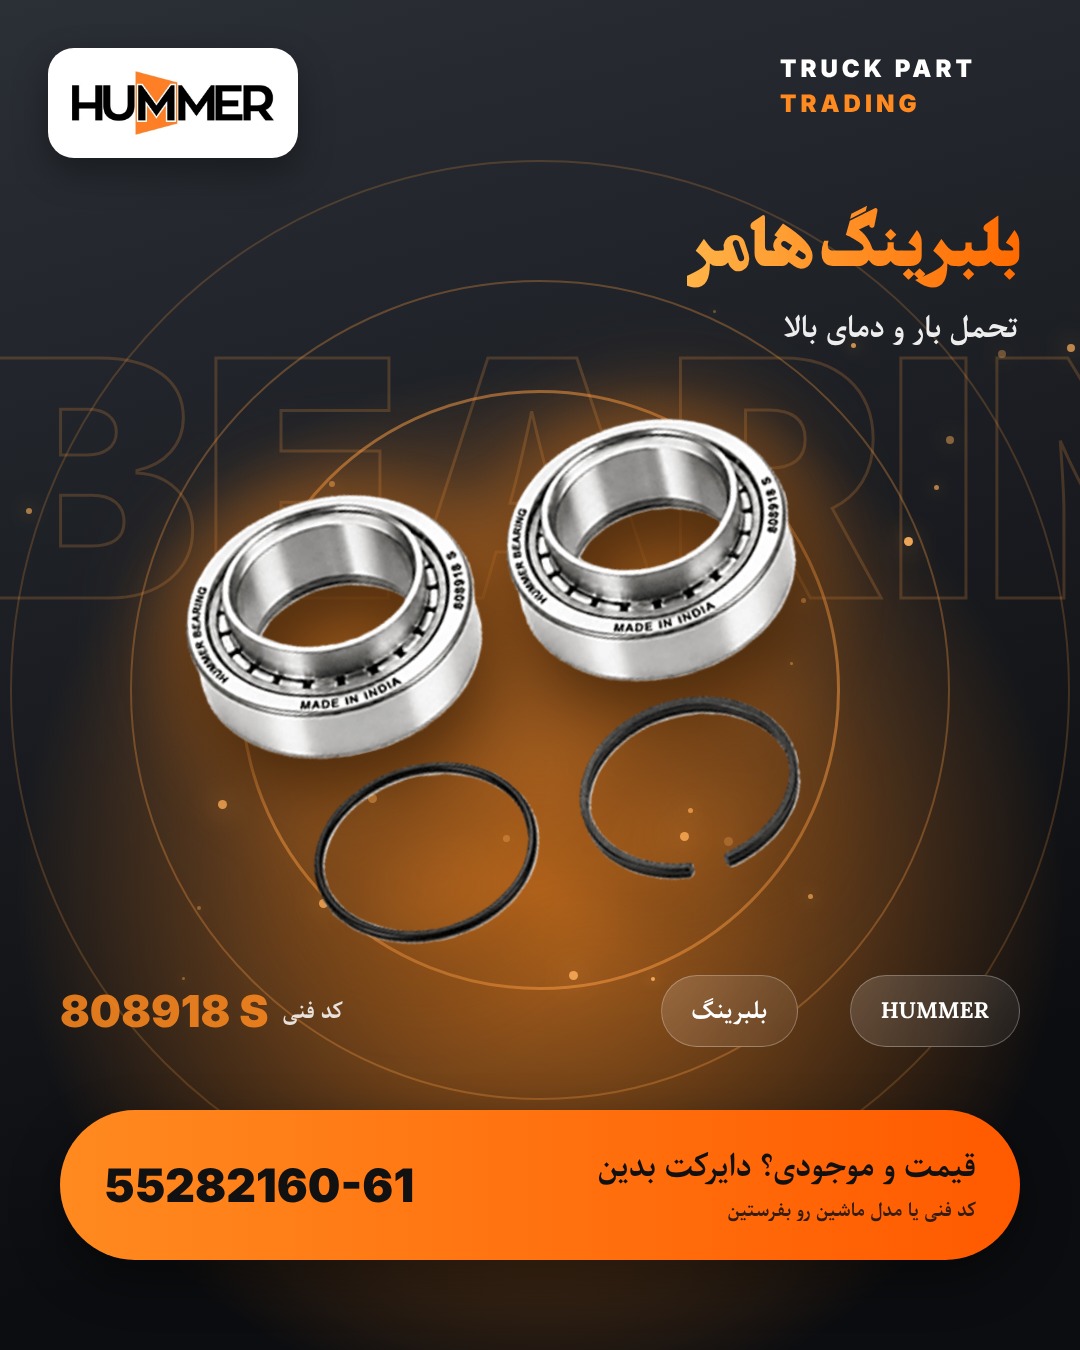 HUMMER
TRUCK PART
TRADING
بلبرینگ هامر
تحمل بار و دمای بالا
BEARIN
HUMMER BEARING
808918 S
MADE IN INDIA
HUMMER BEARING
808918 S
MADE IN INDIA
808918 S کد فنی
بلبرینگ
HUMMER
قیمت و موجودی؟ دایرکت بدین
کد فنی یا مدل ماشین رو بفرستین
55282160-61